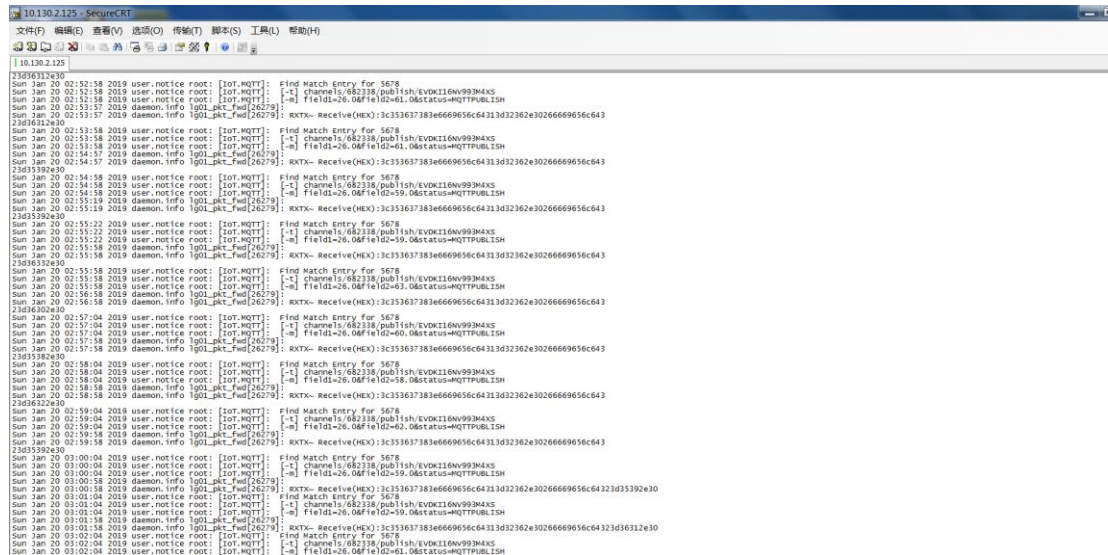 10.130.2.125 - SecureCRT
文件(F) 编辑(E) 查看(V) 选项(O) 传输(T) 脚本(S) 工具(L) 帮助(H)
10.130.2.125
23d36312e30
Sun Jan 20 02:52:58 2019 user.notice root: [IoT.MQTT]: Find Match Entry for 5678
Sun Jan 20 02:52:58 2019 user.notice root: [IoT.MQTT]: [-t] channels/682338/publish/EVDKI16NV993M4XS
Sun Jan 20 02:52:58 2019 user.notice root: [IoT.MQTT]: [-m] field1=26.0&field2=61.0&status=MQTTPUBLISH
Sun Jan 20 02:53:57 2019 daemon.info lg01_pkt_fwd[26279]:
Sun Jan 20 02:53:57 2019 daemon.info lg01_pkt_fwd[26279]: RXTX~ Receive(HEX):3c353637383e6669656c64313d32362e30266669656c643
23d36312e30
Sun Jan 20 02:53:58 2019 user.notice root: [IoT.MQTT]: Find Match Entry for 5678
Sun Jan 20 02:53:58 2019 user.notice root: [IoT.MQTT]: [-t] channels/682338/publish/EVDKI16NV993M4XS
Sun Jan 20 02:53:58 2019 user.notice root: [IoT.MQTT]: [-m] field1=26.0&field2=61.0&status=MQTTPUBLISH
Sun Jan 20 02:54:57 2019 daemon.info lg01_pkt_fwd[26279]:
Sun Jan 20 02:54:57 2019 daemon.info lg01_pkt_fwd[26279]: RXTX~ Receive(HEX):3c353637383e6669656c64313d32362e30266669656c643
23d35392e30
Sun Jan 20 02:54:58 2019 user.notice root: [IoT.MQTT]: Find Match Entry for 5678
Sun Jan 20 02:54:58 2019 user.notice root: [IoT.MQTT]: [-t] channels/682338/publish/EVDKI16NV993M4XS
Sun Jan 20 02:54:58 2019 user.notice root: [IoT.MQTT]: [-m] field1=26.0&field2=59.0&status=MQTTPUBLISH
Sun Jan 20 02:55:19 2019 daemon.info lg01_pkt_fwd[26279]:
Sun Jan 20 02:55:19 2019 daemon.info lg01_pkt_fwd[26279]: RXTX~ Receive(HEX):3c353637383e6669656c64313d32362e30266669656c643
23d35392e30
Sun Jan 20 02:55:22 2019 user.notice root: [IoT.MQTT]: Find Match Entry for 5678
Sun Jan 20 02:55:22 2019 user.notice root: [IoT.MQTT]: [-t] channels/682338/publish/EVDKI16NV993M4XS
Sun Jan 20 02:55:22 2019 user.notice root: [IoT.MQTT]: [-m] field1=26.0&field2=59.0&status=MQTTPUBLISH
Sun Jan 20 02:55:58 2019 daemon.info lg01_pkt_fwd[26279]:
Sun Jan 20 02:55:58 2019 daemon.info lg01_pkt_fwd[26279]: RXTX~ Receive(HEX):3c353637383e6669656c64313d32362e30266669656c643
23d36332e30
Sun Jan 20 02:55:58 2019 user.notice root: [IoT.MQTT]: Find Match Entry for 5678
Sun Jan 20 02:55:58 2019 user.notice root: [IoT.MQTT]: [-t] channels/682338/publish/EVDKI16NV993M4XS
Sun Jan 20 02:55:58 2019 user.notice root: [IoT.MQTT]: [-m] field1=26.0&field2=63.0&status=MQTTPUBLISH
Sun Jan 20 02:56:58 2019 daemon.info lg01_pkt_fwd[26279]:
Sun Jan 20 02:56:58 2019 daemon.info lg01_pkt_fwd[26279]: RXTX~ Receive(HEX):3c353637383e6669656c64313d32362e30266669656c643
23d36302e30
Sun Jan 20 02:57:04 2019 user.notice root: [IoT.MQTT]: Find Match Entry for 5678
Sun Jan 20 02:57:04 2019 user.notice root: [IoT.MQTT]: [-t] channels/682338/publish/EVDKI16NV993M4XS
Sun Jan 20 02:57:04 2019 user.notice root: [IoT.MQTT]: [-m] field1=26.0&field2=60.0&status=MQTTPUBLISH
Sun Jan 20 02:57:58 2019 daemon.info lg01_pkt_fwd[26279]:
Sun Jan 20 02:57:58 2019 daemon.info lg01_pkt_fwd[26279]: RXTX~ Receive(HEX):3c353637383e6669656c64313d32362e30266669656c643
23d35382e30
Sun Jan 20 02:58:04 2019 user.notice root: [IoT.MQTT]: Find Match Entry for 5678
Sun Jan 20 02:58:04 2019 user.notice root: [IoT.MQTT]: [-t] channels/682338/publish/EVDKI16NV993M4XS
Sun Jan 20 02:58:04 2019 user.notice root: [IoT.MQTT]: [-m] field1=26.0&field2=58.0&status=MQTTPUBLISH
Sun Jan 20 02:58:58 2019 daemon.info lg01_pkt_fwd[26279]:
Sun Jan 20 02:58:58 2019 daemon.info lg01_pkt_fwd[26279]: RXTX~ Receive(HEX):3c353637383e6669656c64313d32362e30266669656c643
23d36322e30
Sun Jan 20 02:59:04 2019 user.notice root: [IoT.MQTT]: Find Match Entry for 5678
Sun Jan 20 02:59:04 2019 user.notice root: [IoT.MQTT]: [-t] channels/682338/publish/EVDKI16NV993M4XS
Sun Jan 20 02:59:04 2019 user.notice root: [IoT.MQTT]: [-m] field1=26.0&field2=62.0&status=MQTTPUBLISH
Sun Jan 20 02:59:58 2019 daemon.info lg01_pkt_fwd[26279]:
Sun Jan 20 02:59:58 2019 daemon.info lg01_pkt_fwd[26279]: RXTX~ Receive(HEX):3c353637383e6669656c64313d32362e30266669656c643
23d35392e30
Sun Jan 20 03:00:04 2019 user.notice root: [IoT.MQTT]: Find Match Entry for 5678
Sun Jan 20 03:00:04 2019 user.notice root: [IoT.MQTT]: [-t] channels/682338/publish/EVDKI16NV993M4XS
Sun Jan 20 03:00:04 2019 user.notice root: [IoT.MQTT]: [-m] field1=26.0&field2=59.0&status=MQTTPUBLISH
Sun Jan 20 03:00:58 2019 daemon.info lg01_pkt_fwd[26279]:
Sun Jan 20 03:00:58 2019 daemon.info lg01_pkt_fwd[26279]: RXTX~ Receive(HEX):3c353637383e6669656c64313d32362e30266669656c64323d35392e30
Sun Jan 20 03:01:04 2019 user.notice root: [IoT.MQTT]: Find Match Entry for 5678
Sun Jan 20 03:01:04 2019 user.notice root: [IoT.MQTT]: [-t] channels/682338/publish/EVDKI16NV993M4XS
Sun Jan 20 03:01:04 2019 user.notice root: [IoT.MQTT]: [-m] field1=26.0&field2=59.0&status=MQTTPUBLISH
Sun Jan 20 03:01:58 2019 daemon.info lg01_pkt_fwd[26279]:
Sun Jan 20 03:01:58 2019 daemon.info lg01_pkt_fwd[26279]: RXTX~ Receive(HEX):3c353637383e6669656c64313d32362e30266669656c64323d36312e30
Sun Jan 20 03:02:04 2019 user.notice root: [IoT.MQTT]: Find Match Entry for 5678
Sun Jan 20 03:02:04 2019 user.notice root: [IoT.MQTT]: [-t] channels/682338/publish/EVDKI16NV993M4XS
Sun Jan 20 03:02:04 2019 user.notice root: [IoT.MQTT]: [-m] field1=26.0&field2=61.0&status=MQTTPUBLISH